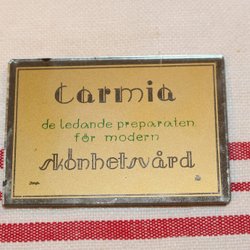 Carmia
de ledande preparaten
för modern
skönhetsvård